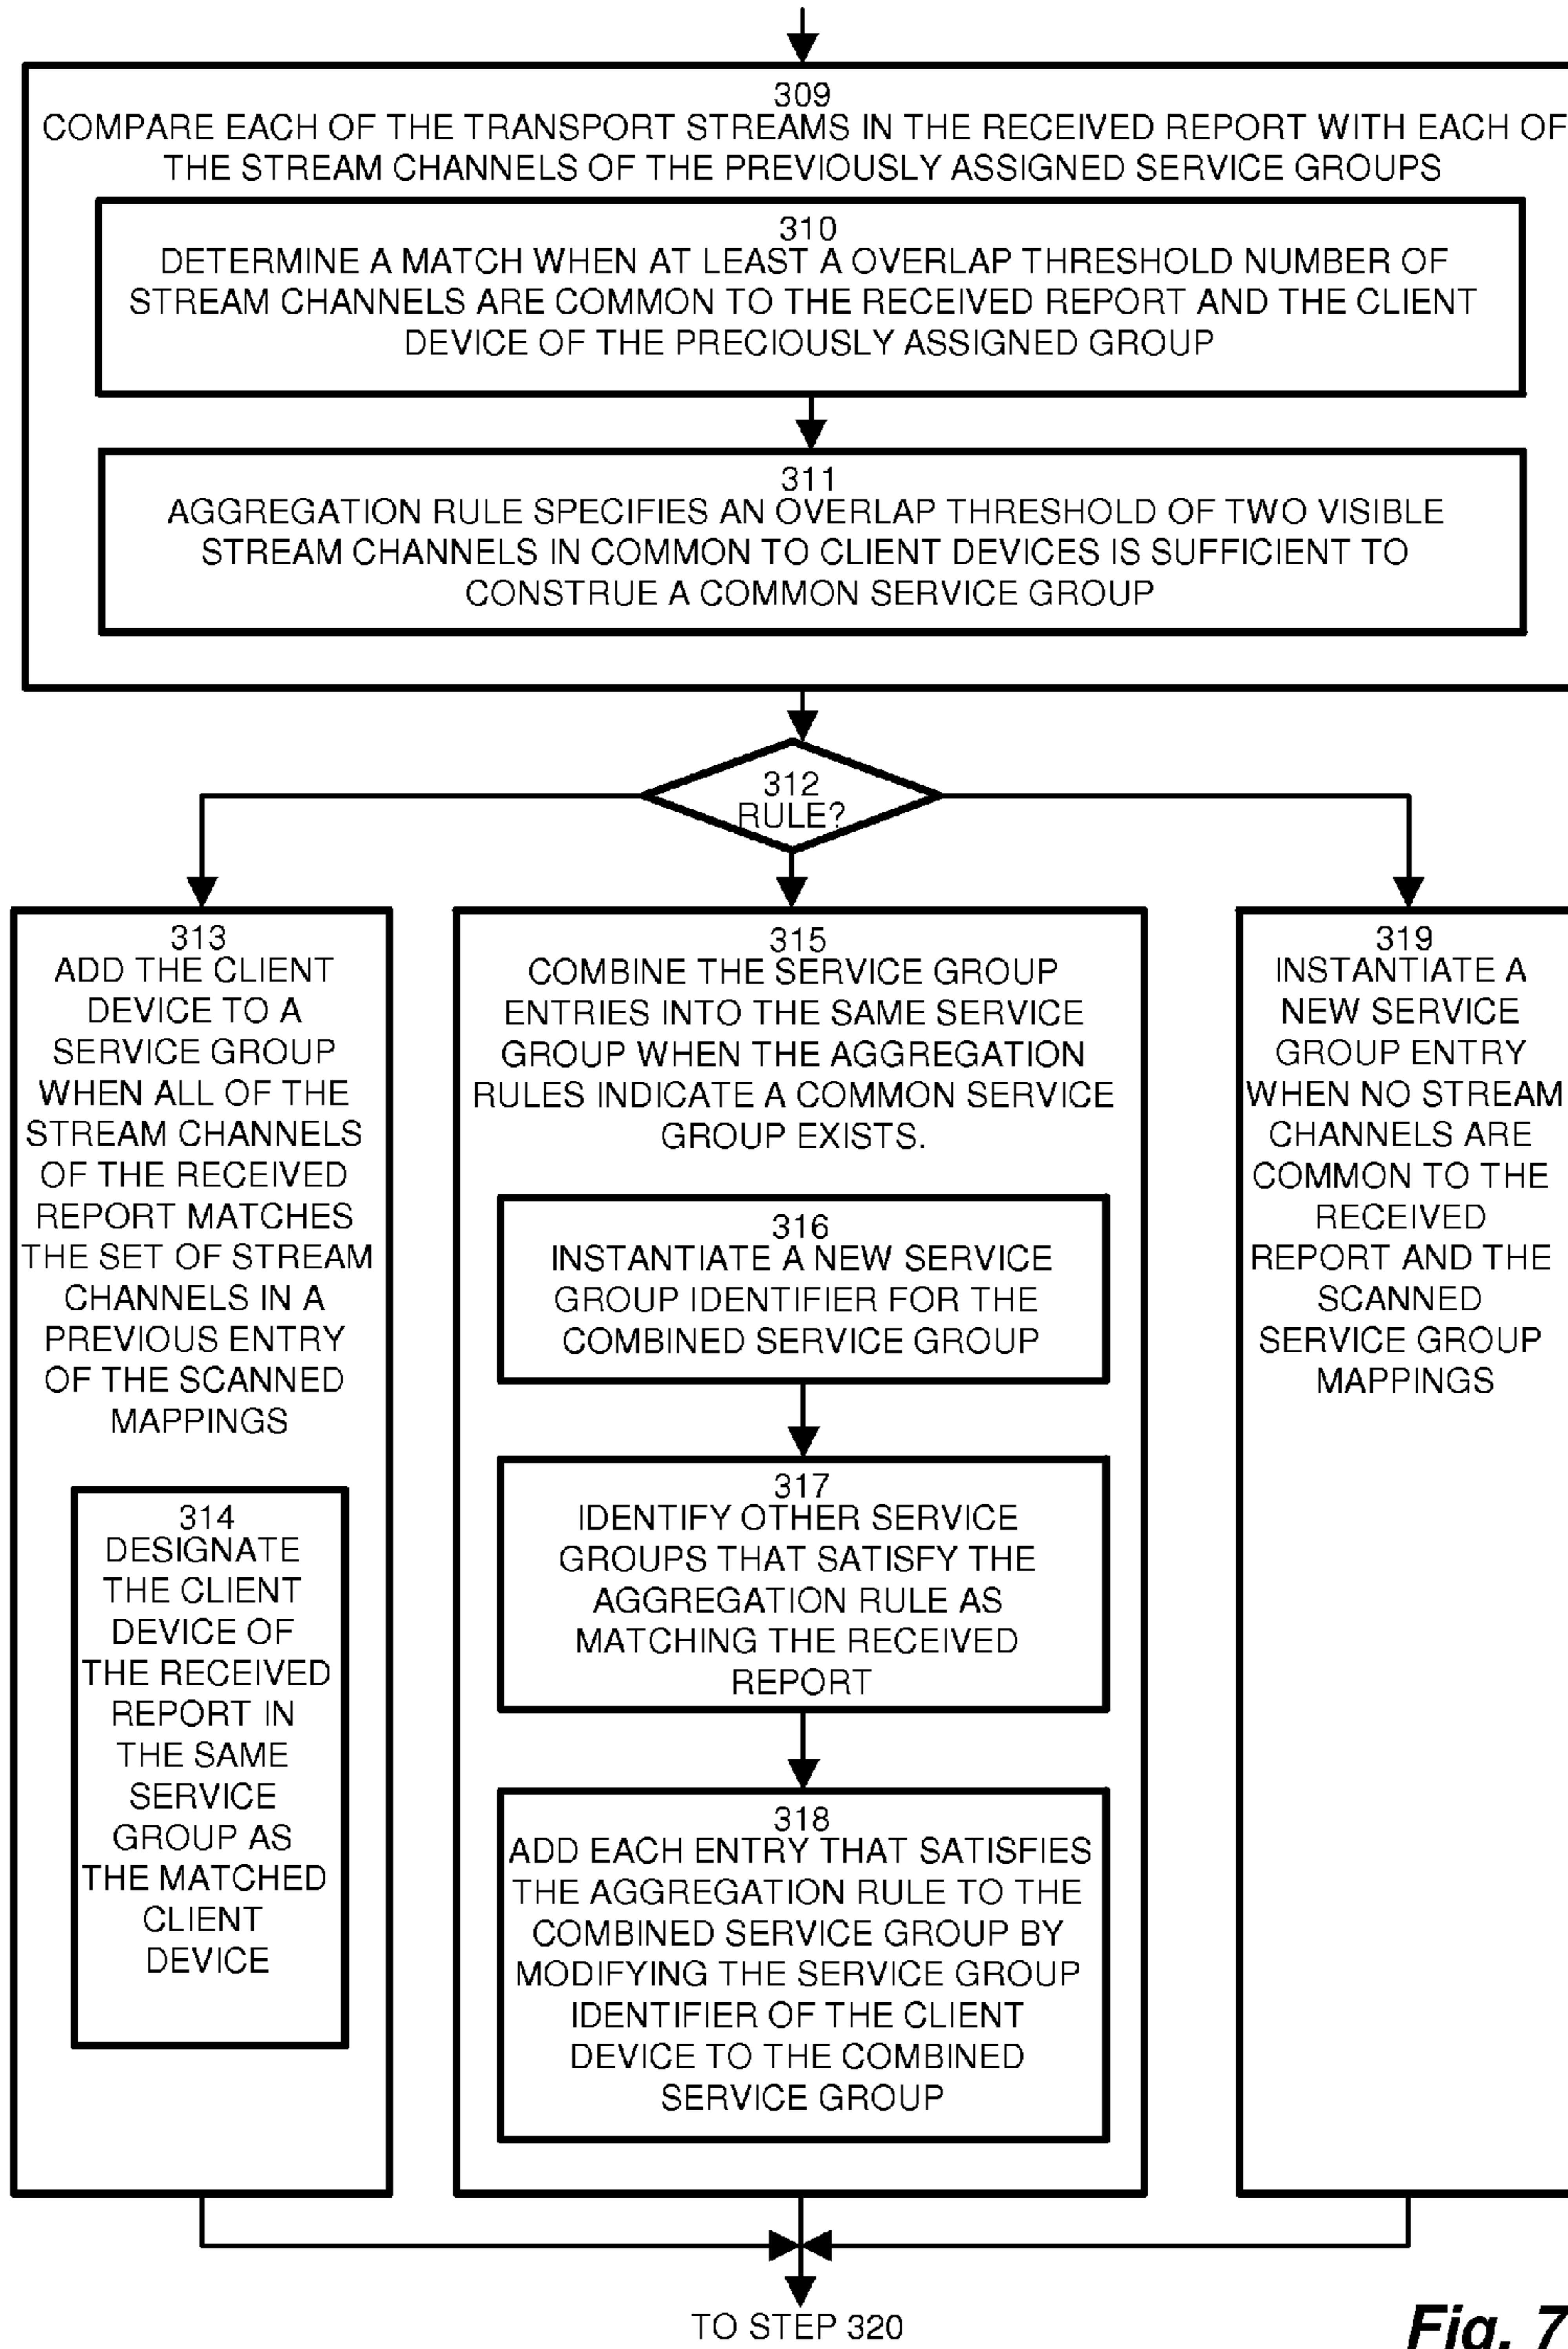 309
COMPARE EACH OF THE TRANSPORT STREAMS IN THE RECEIVED REPORT WITH EACH OF
THE STREAM CHANNELS OF THE PREVIOUSLY ASSIGNED SERVICE GROUPS
310
DETERMINE A MATCH WHEN AT LEAST A OVERLAP THRESHOLD NUMBER OF
STREAM CHANNELS ARE COMMON TO THE RECEIVED REPORT AND THE CLIENT
DEVICE OF THE PRECIOUSLY ASSIGNED GROUP
311
AGGREGATION RULE SPECIFIES AN OVERLAP THRESHOLD OF TWO VISIBLE
STREAM CHANNELS IN COMMON TO CLIENT DEVICES IS SUFFICIENT TO
CONSTRUE A COMMON SERVICE GROUP
312
RULE?
313
ADD THE CLIENT
DEVICE TO A
SERVICE GROUP
WHEN ALL OF THE
STREAM CHANNELS
OF THE RECEIVED
REPORT MATCHES
THE SET OF STREAM
CHANNELS IN A
PREVIOUS ENTRY
OF THE SCANNED
MAPPINGS
314
DESIGNATE
THE CLIENT
DEVICE OF
THE RECEIVED
REPORT IN
THE SAME
SERVICE
GROUP AS
THE MATCHED
CLIENT
DEVICE
315
COMBINE THE SERVICE GROUP
ENTRIES INTO THE SAME SERVICE
GROUP WHEN THE AGGREGATION
RULES INDICATE A COMMON SERVICE
GROUP EXISTS.
316
INSTANTIATE A NEW SERVICE
GROUP IDENTIFIER FOR THE
COMBINED SERVICE GROUP
317
IDENTIFY OTHER SERVICE
GROUPS THAT SATISFY THE
AGGREGATION RULE AS
MATCHING THE RECEIVED
REPORT
318
ADD EACH ENTRY THAT SATISFIES
THE AGGREGATION RULE TO THE
COMBINED SERVICE GROUP BY
MODIFYING THE SERVICE GROUP
IDENTIFIER OF THE CLIENT
DEVICE TO THE COMBINED
SERVICE GROUP
319
INSTANTIATE A
NEW SERVICE
GROUP ENTRY
WHEN NO STREAM
CHANNELS ARE
COMMON TO THE
RECEIVED
REPORT AND THE
SCANNED
SERVICE GROUP
MAPPINGS
TO STEP 320
Fig. 7